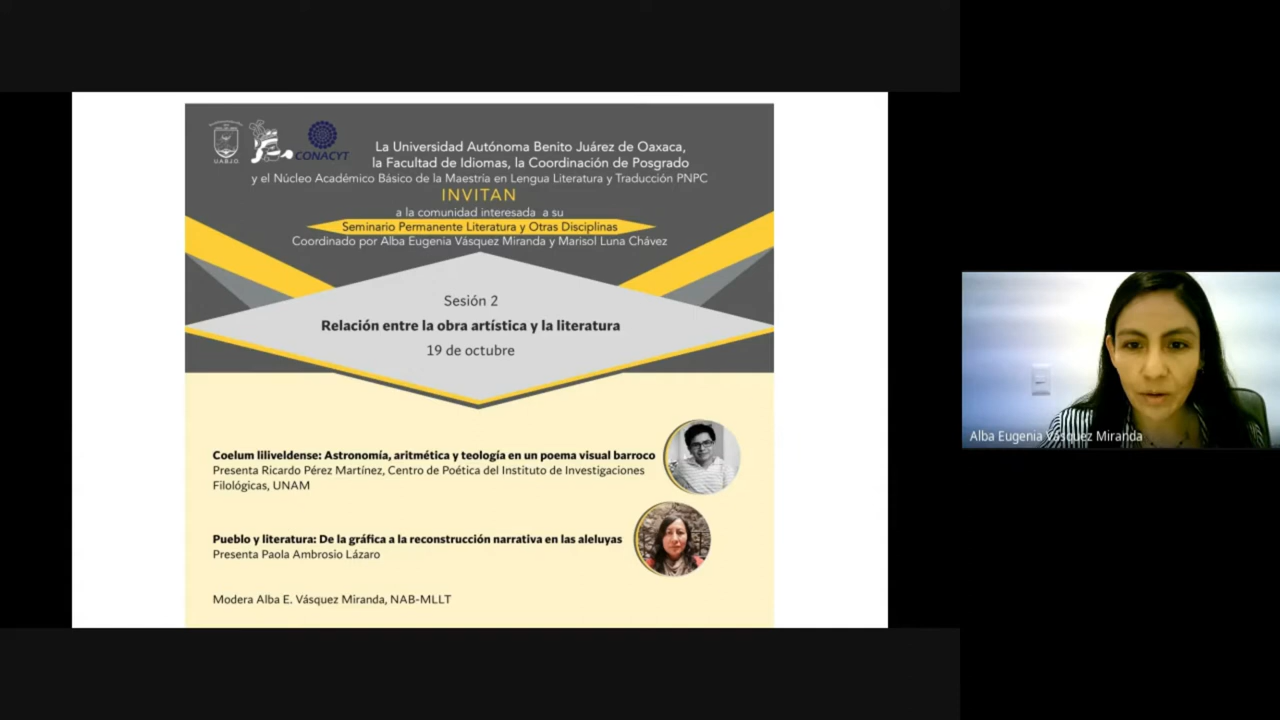 U.A.B.J.O.
CONACYT
La Universidad Autónoma Benito Juárez de Oaxaca,
la Facultad de Idiomas, la Coordinación de Posgrado
y el Núcleo Académico Básico de la Maestría en Lengua Literatura y Traducción PNPC
INVITAN
a la comunidad interesada a su
Seminario Permanente Literatura y Otras Disciplinas
Coordinado por Alba Eugenia Vásquez Miranda y Marisol Luna Chávez
Sesión 2
Relación entre la obra artística y la literatura
19 de octubre
Coelum liliveldense: Astronomía, aritmética y teología en un poema visual barroco
Presenta Ricardo Pérez Martínez, Centro de Poética del Instituto de Investigaciones
Filológicas, UNAM
Pueblo y literatura: De la gráfica a la reconstrucción narrativa en las aleluyas
Presenta Paola Ambrosio Lázaro
Modera Alba E. Vásquez Miranda, NAB-MLLT
Alba Eugenia Vásquez Miranda